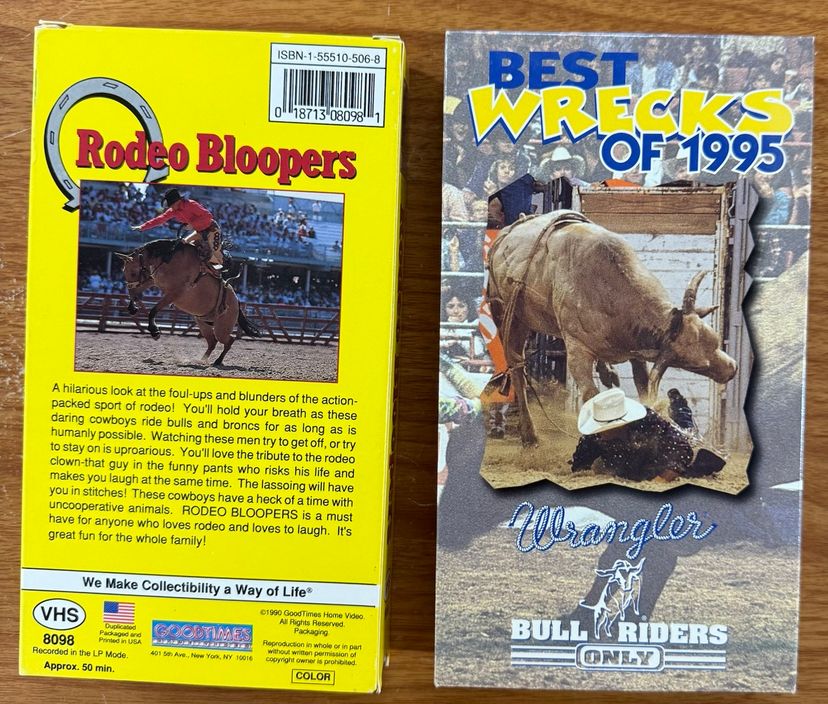 ISBN-1-55510-506-8
0 18713 08098 1
Rodeo Bloopers
A hilarious look at the foul-ups and blunders of the action-
packed sport of rodeo! You'll hold your breath as these
daring cowboys ride bulls and broncs for as long as is
humanly possible. Watching these men try to get off, or try
to stay on is uproarious. You'll love the tribute to the rodeo
clown-that guy in the funny pants who risks his life and
makes you laugh at the same time. The lassoing will have
you in stitches! These cowboys have a heck of a time with
uncooperative animals. RODEO BLOOPERS is a must
have for anyone who loves rodeo and loves to laugh. It's
great fun for the whole family!
We Make Collectibility a Way of Life®
VHS
8098
Recorded in the LP Mode
Approx. 50 min.
Duplicated
Packaged and
Printed in USA
GOODTIMES
HOME VIDEO
401 5th Ave., New York, NY 10016
©1990 GoodTimes Home Video.
All Rights Reserved.
Packaging.
Reproduction in whole or in part
without written permission of
copyright owner is prohibited.
COLOR
BEST
WRECKS
OF 1995
Wrangler
BULL RIDERS
ONLY